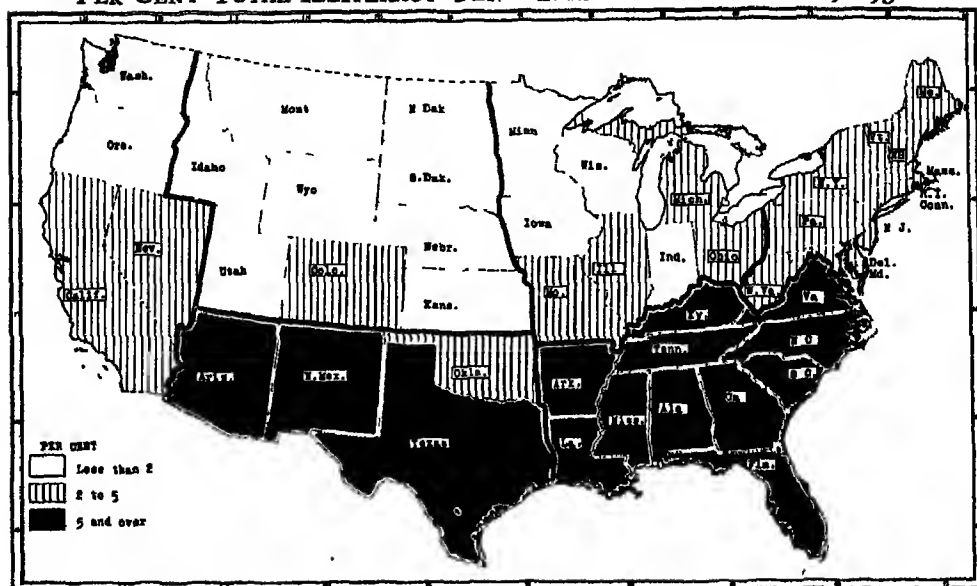 PER CENT TOTAL ILLITERACY
Wash.
Mont
N Dak
Minn
Me.
Vt.
NH
Ore.
Idaho
Wyo
S.Dak.
Wis.
Mich.
N.Y.
Mass.
R.I.
Conn.
Iowa
Pa.
N J.
Nev.
Utah
Colo.
Nebr.
Ill
Ind.
Ohio
Del.
Md.
Calif.
Kans.
Mo.
W.Va
Va
Ky.
Tenn.
N C
S C
Ariz.
N.Mex.
Okla.
Ark.
Miss
Ala
Ga
Texas
La.
Fla.
PER CENT
Less than 2
2 to 5
5 and over